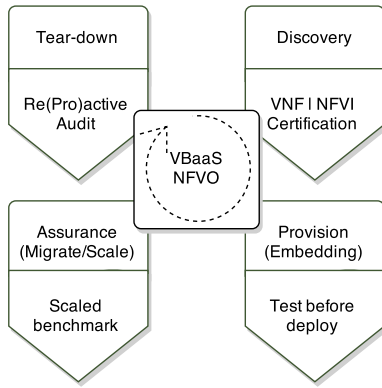 Tear-down
Re(Pro)active
Audit
Discovery
VNF | NFVI
Certification
VBaaS
NFVO
Assurance
(Migrate/Scale)
Scaled
benchmark
Provision
(Embedding)
Test before
deploy